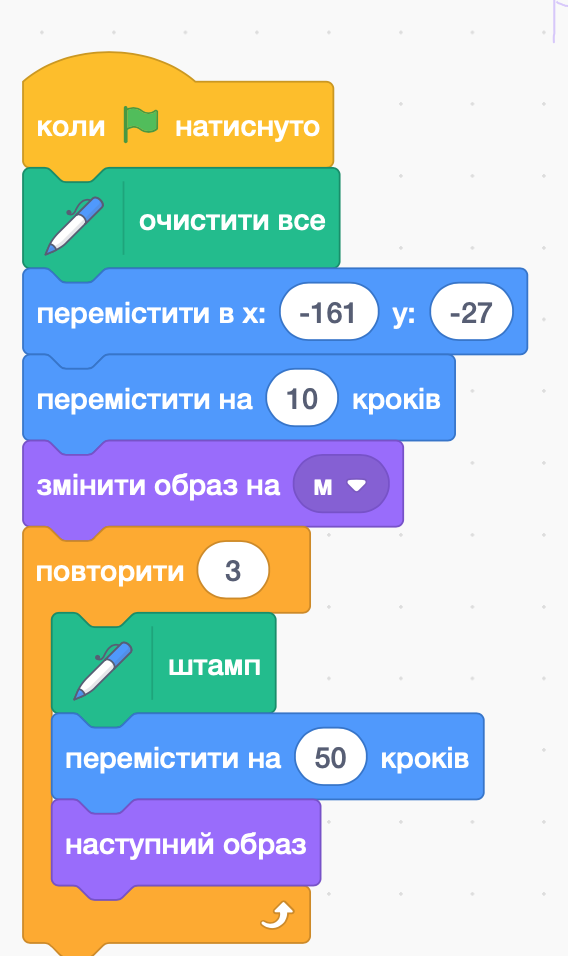 коли натиснуто
очистити все
перемістити в x: -161 y: -27
перемістити на 10 кроків
змінити образ на м
повторити 3
штамп
перемістити на 50 кроків
наступний образ